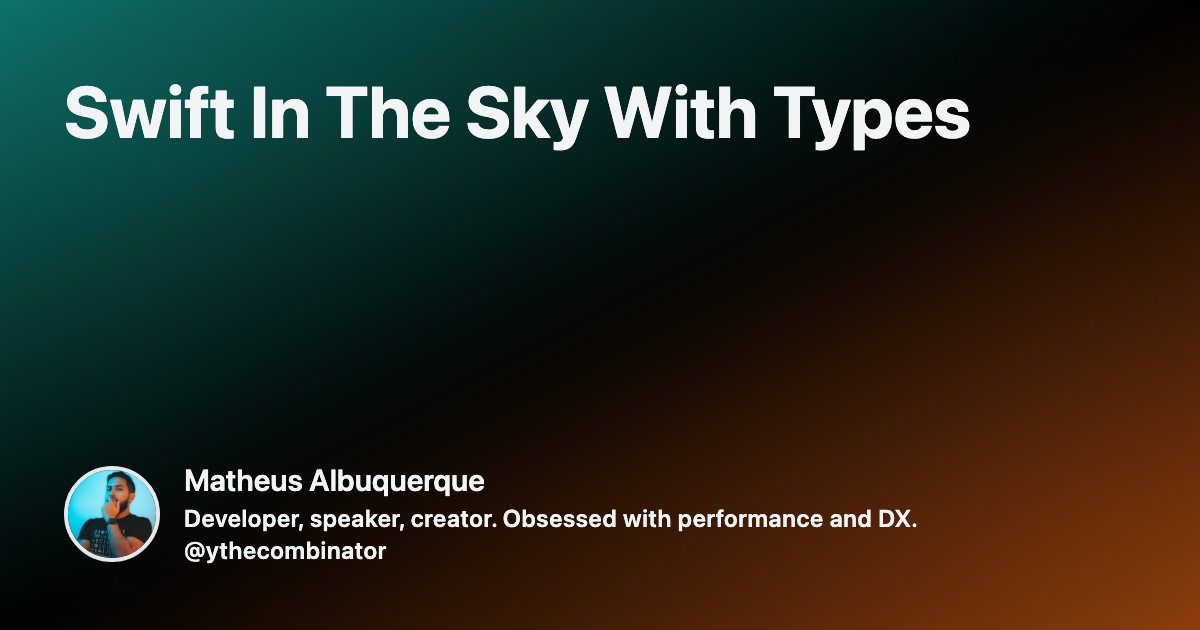 Swift In The Sky With Types
Matheus Albuquerque
Developer, speaker, creator. Obsessed with performance and DX.
@ythecombinator